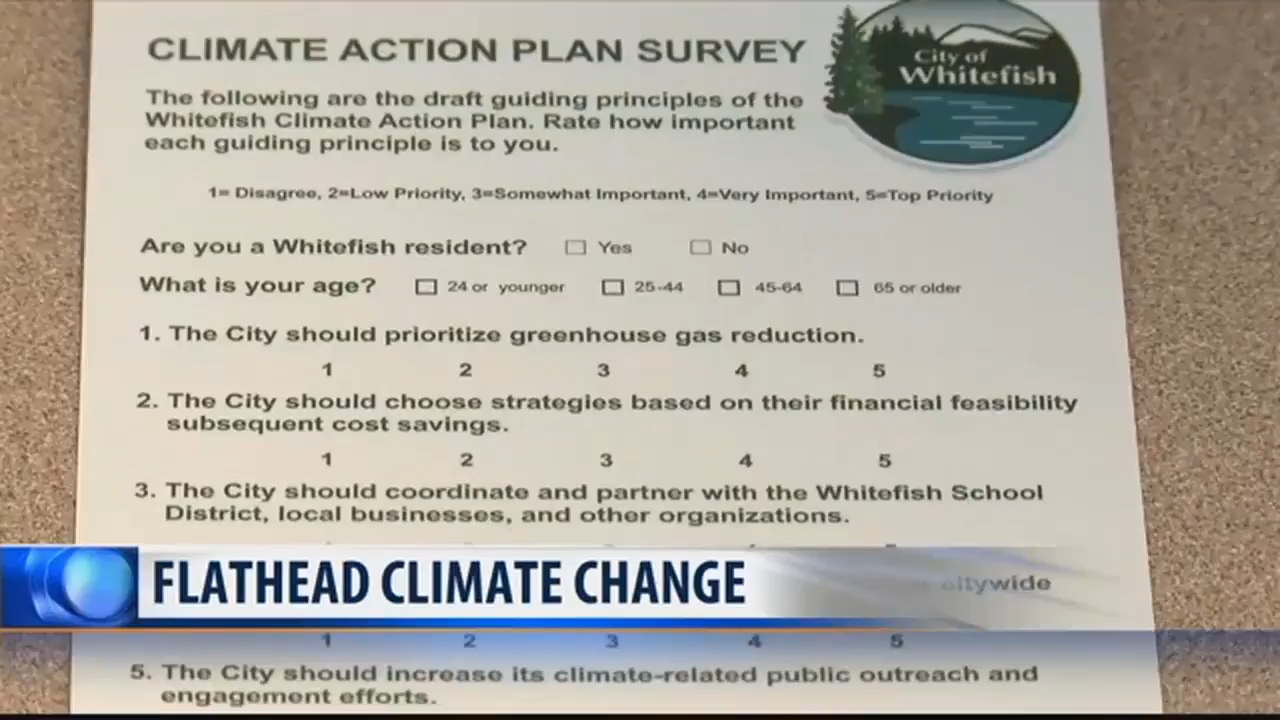 CLIMATE ACTION PLAN SURVEY
City of
Whitefish
The following are the draft guiding principles of the
Whitefish Climate Action Plan. Rate how important
each guiding principle is to you.
1= Disagree, 2=Low Priority, 3=Somewhat Important, 4=Very Important, 5=Top Priority
Are you a Whitefish resident? Yes No
What is your age? 24 or younger 25-44 45-64 65 or older
1. The City should prioritize greenhouse gas reduction.
1 2 3 4 5
2. The City should choose strategies based on their financial feasibility
subsequent cost savings.
1 2 3 4 5
3. The City should coordinate and partner with the Whitefish School
District, local businesses, and other organizations.
citywide
FLATHEAD CLIMATE CHANGE
1 2 3 4 5
5. The City should increase its climate-related public outreach and
engagement efforts.